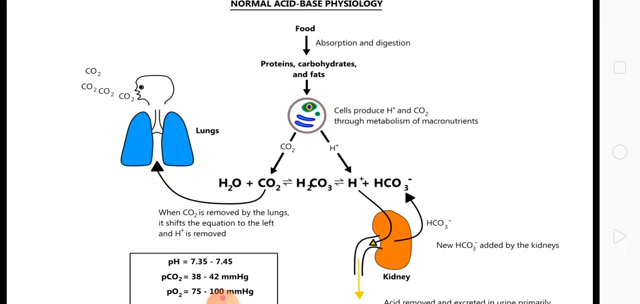 NORMAL ACID-BASE PHYSIOLOGY
Food
Absorption and digestion
Proteins, carbohydrates,
and fats
CO₂
CO₂ CO₂ CO₂
Cells produce H⁺ and CO₂
through metabolism of macronutrients
Lungs
CO₂
H⁺
H₂O + CO₂ ⇌ H₂CO₃ ⇌ H⁺ + HCO₃⁻
When CO₂ is removed by the lungs,
it shifts the equation to the left
and H⁺ is removed
HCO₃⁻
New HCO₃⁻ added by the kidneys
pH = 7.35 - 7.45
pCO₂ = 38 - 42 mmHg
pO₂ = 75 - 100 mmHg
Kidney
Acid removed and excreted in urine primarily